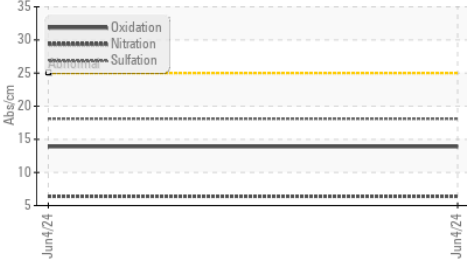 35
30
25
20
15
10
5
Abs/cm
Oxidation
Nitration
Sulfation
Abnormal
Jun4/24
Jun4/24